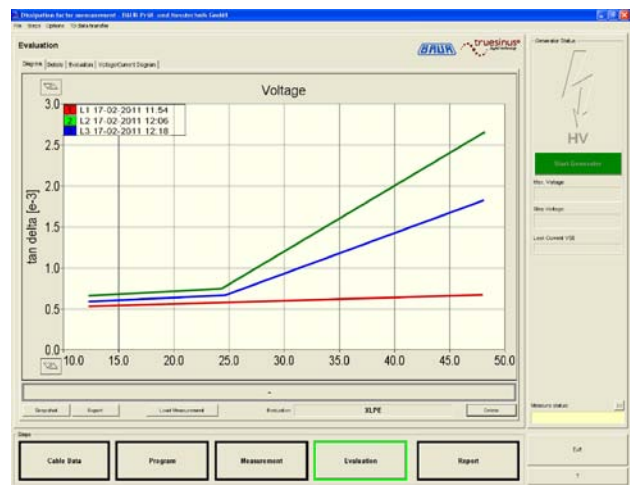 Dissipation factor measurement - BAUR Prüf- und Messtechnik GmbH
File Steps Options TD data transfer
Evaluation
BAUR
truesinus®
Diagram Details Evaluation Voltage/Current Diagram
Voltage
1 L1 17-02-2011 11:54
2 L2 17-02-2011 12:06
L3 17-02-2011 12:18
tan delta [e-3]
3.0
2.5
2.0
1.5
1.0
0.5
0.0
10.0 15.0 20.0 25.0 30.0 35.0 40.0 45.0 50.0
-
Export Load Measurement Evaluation XLPE Delete
Steps
Cable Data Program Measurement Evaluation Report
Generator Status
HV
Start Generator
Max. Voltage
Load Current VSE
Measure status
Exit
?